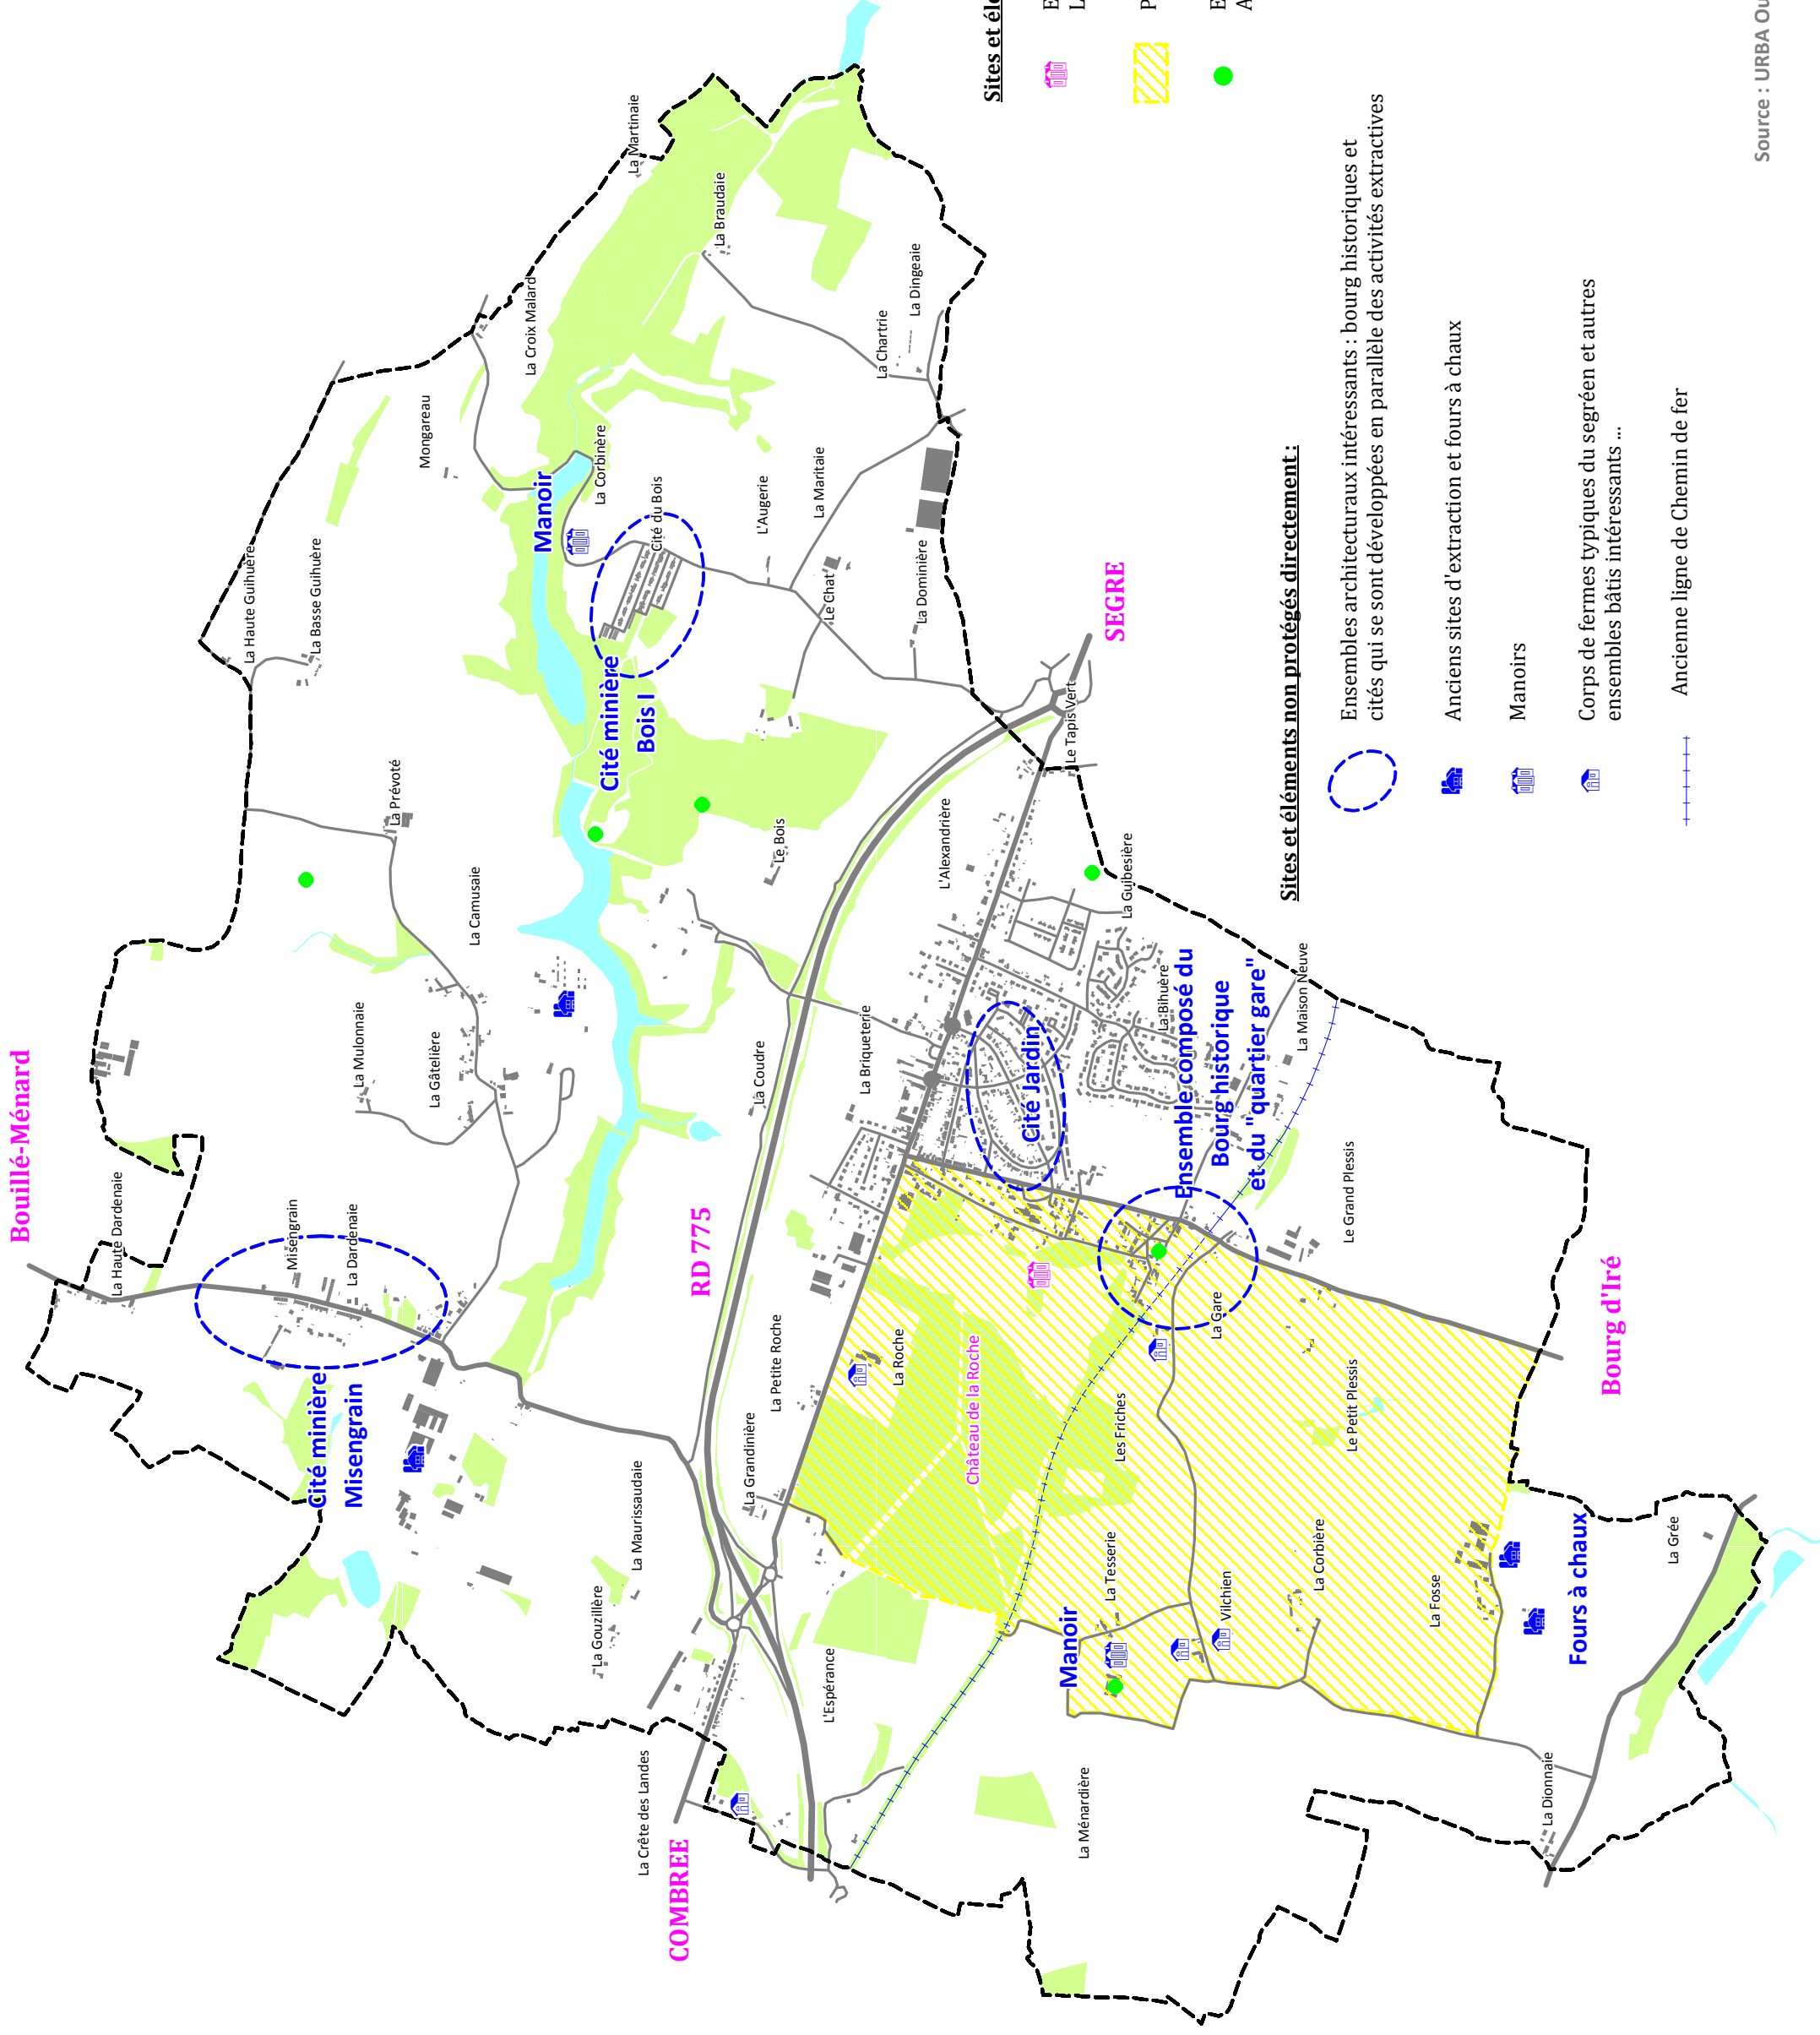 Bouillé-Ménard
La Haute Dardenaie
Misengrain
La Dardenaie
Cité minière
Misengrain
La Mulonnaie
La Gâtelière
La Camusaie
La Prévoté
La Haute Guihuère
La Basse Guihuère
Mongareau
La Croix Malard
La Martinaie
La Braudaie
La Dingeaie
La Chartrie
Manoir
La Corbinère
Cité du Bois
Cité minière
Bois I
L'Augerie
La Maritaie
Le Chat
La Dominière
SEGRE
Le Tapis Vert
Le Bois
L'Alexandrière
La Guibesière
La Coudre
La Briqueterie
RD 775
Cité Jardin
La Bihuère
La Maison Neuve
Ensemble composé du
Bourg historique
et du "quartier gare"
Le Grand Plessis
La Gare
La Petite Roche
La Roche
Château de la Roche
La Grandinière
Les Friches
Le Petit Plessis
Bourg d'Iré
La Maurissaudaie
La Gouzillère
L'Espérance
La Crête des Landes
COMBREE
La Tesserie
Manoir
Vilchien
La Corbière
La Fosse
Fours à chaux
La Grée
La Ménardière
La Dionnaie
Sites et élé
E
L
P
E
A
Sites et éléments non protégés directement :
Ensembles architecturaux intéressants : bourg historiques et
cités qui se sont développées en parallèle des activités extractives
Anciens sites d'extraction et fours à chaux
Manoirs
Corps de fermes typiques du segréen et autres
ensembles bâtis intéressants ...
Ancienne ligne de Chemin de fer
Source : URBA Ou